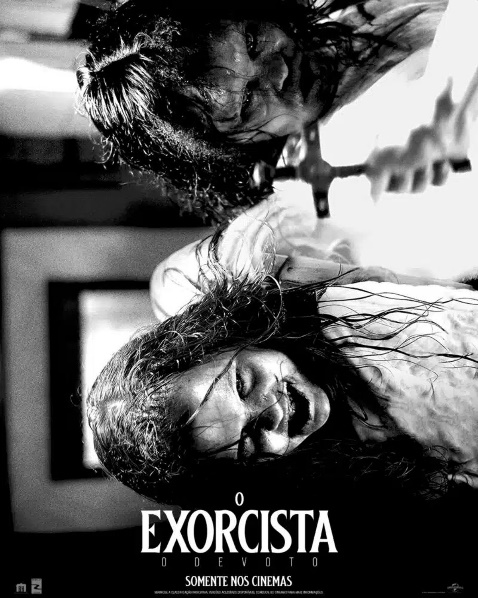 O
EXORCISTA
O DEVOTO
SOMENTE NOS CINEMAS